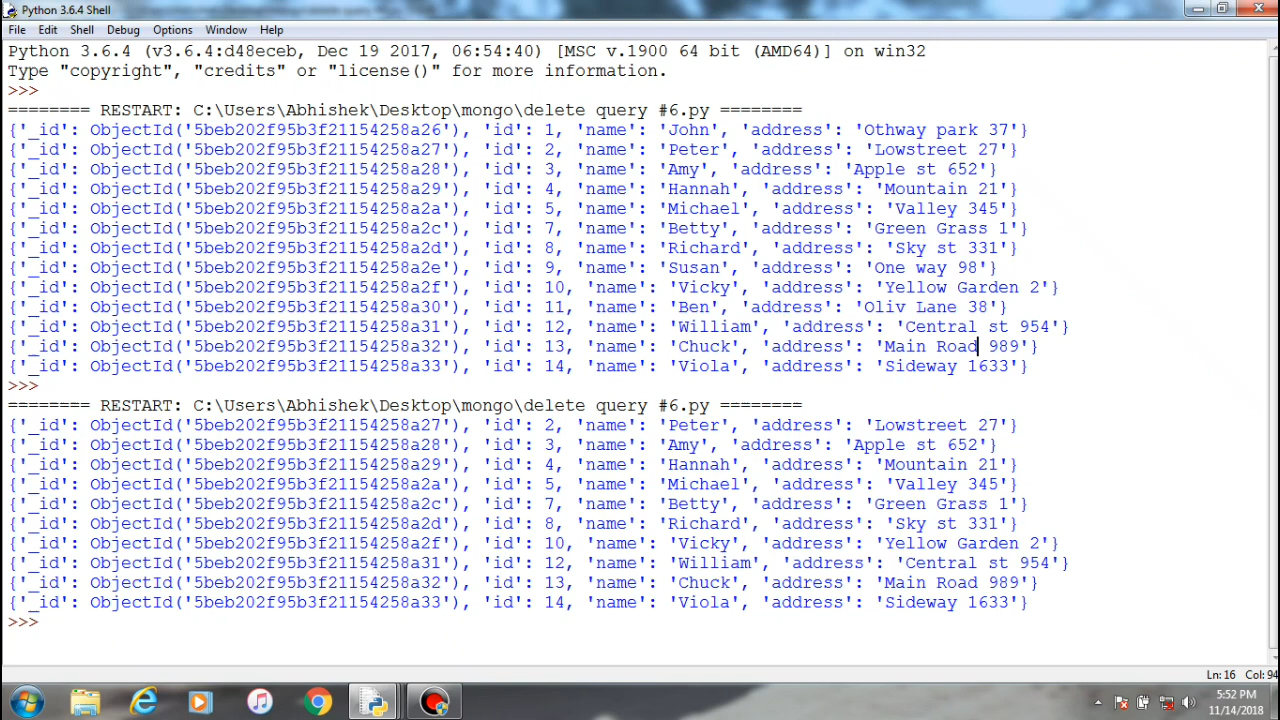 Python 3.6.4 Shell
File Edit Shell Debug Options Window Help
Python 3.6.4 (v3.6.4:d48eceb, Dec 19 2017, 06:54:40) [MSC v.1900 64 bit (AMD64)] on win32
Type "copyright", "credits" or "license()" for more information.
>>>
======== RESTART: C:\Users\Abhishek\Desktop\mongo\delete query #6.py ========
{'_id': ObjectId('5beb202f95b3f21154258a26'), 'id': 1, 'name': 'John', 'address': 'Othway park 37'}
{'_id': ObjectId('5beb202f95b3f21154258a27'), 'id': 2, 'name': 'Peter', 'address': 'Lowstreet 27'}
{'_id': ObjectId('5beb202f95b3f21154258a28'), 'id': 3, 'name': 'Amy', 'address': 'Apple st 652'}
{'_id': ObjectId('5beb202f95b3f21154258a29'), 'id': 4, 'name': 'Hannah', 'address': 'Mountain 21'}
{'_id': ObjectId('5beb202f95b3f21154258a2a'), 'id': 5, 'name': 'Michael', 'address': 'Valley 345'}
{'_id': ObjectId('5beb202f95b3f21154258a2c'), 'id': 7, 'name': 'Betty', 'address': 'Green Grass 1'}
{'_id': ObjectId('5beb202f95b3f21154258a2d'), 'id': 8, 'name': 'Richard', 'address': 'Sky st 331'}
{'_id': ObjectId('5beb202f95b3f21154258a2e'), 'id': 9, 'name': 'Susan', 'address': 'One way 98'}
{'_id': ObjectId('5beb202f95b3f21154258a2f'), 'id': 10, 'name': 'Vicky', 'address': 'Yellow Garden 2'}
{'_id': ObjectId('5beb202f95b3f21154258a30'), 'id': 11, 'name': 'Ben', 'address': 'Oliv Lane 38'}
{'_id': ObjectId('5beb202f95b3f21154258a31'), 'id': 12, 'name': 'William', 'address': 'Central st 954'}
{'_id': ObjectId('5beb202f95b3f21154258a32'), 'id': 13, 'name': 'Chuck', 'address': 'Main Road 989'}
{'_id': ObjectId('5beb202f95b3f21154258a33'), 'id': 14, 'name': 'Viola', 'address': 'Sideway 1633'}
>>>
======== RESTART: C:\Users\Abhishek\Desktop\mongo\delete query #6.py ========
{'_id': ObjectId('5beb202f95b3f21154258a27'), 'id': 2, 'name': 'Peter', 'address': 'Lowstreet 27'}
{'_id': ObjectId('5beb202f95b3f21154258a28'), 'id': 3, 'name': 'Amy', 'address': 'Apple st 652'}
{'_id': ObjectId('5beb202f95b3f21154258a29'), 'id': 4, 'name': 'Hannah', 'address': 'Mountain 21'}
{'_id': ObjectId('5beb202f95b3f21154258a2a'), 'id': 5, 'name': 'Michael', 'address': 'Valley 345'}
{'_id': ObjectId('5beb202f95b3f21154258a2c'), 'id': 7, 'name': 'Betty', 'address': 'Green Grass 1'}
{'_id': ObjectId('5beb202f95b3f21154258a2d'), 'id': 8, 'name': 'Richard', 'address': 'Sky st 331'}
{'_id': ObjectId('5beb202f95b3f21154258a2f'), 'id': 10, 'name': 'Vicky', 'address': 'Yellow Garden 2'}
{'_id': ObjectId('5beb202f95b3f21154258a31'), 'id': 12, 'name': 'William', 'address': 'Central st 954'}
{'_id': ObjectId('5beb202f95b3f21154258a32'), 'id': 13, 'name': 'Chuck', 'address': 'Main Road 989'}
{'_id': ObjectId('5beb202f95b3f21154258a33'), 'id': 14, 'name': 'Viola', 'address': 'Sideway 1633'}
>>>
Ln: 16 Col: 94
5:52 PM
11/14/2018